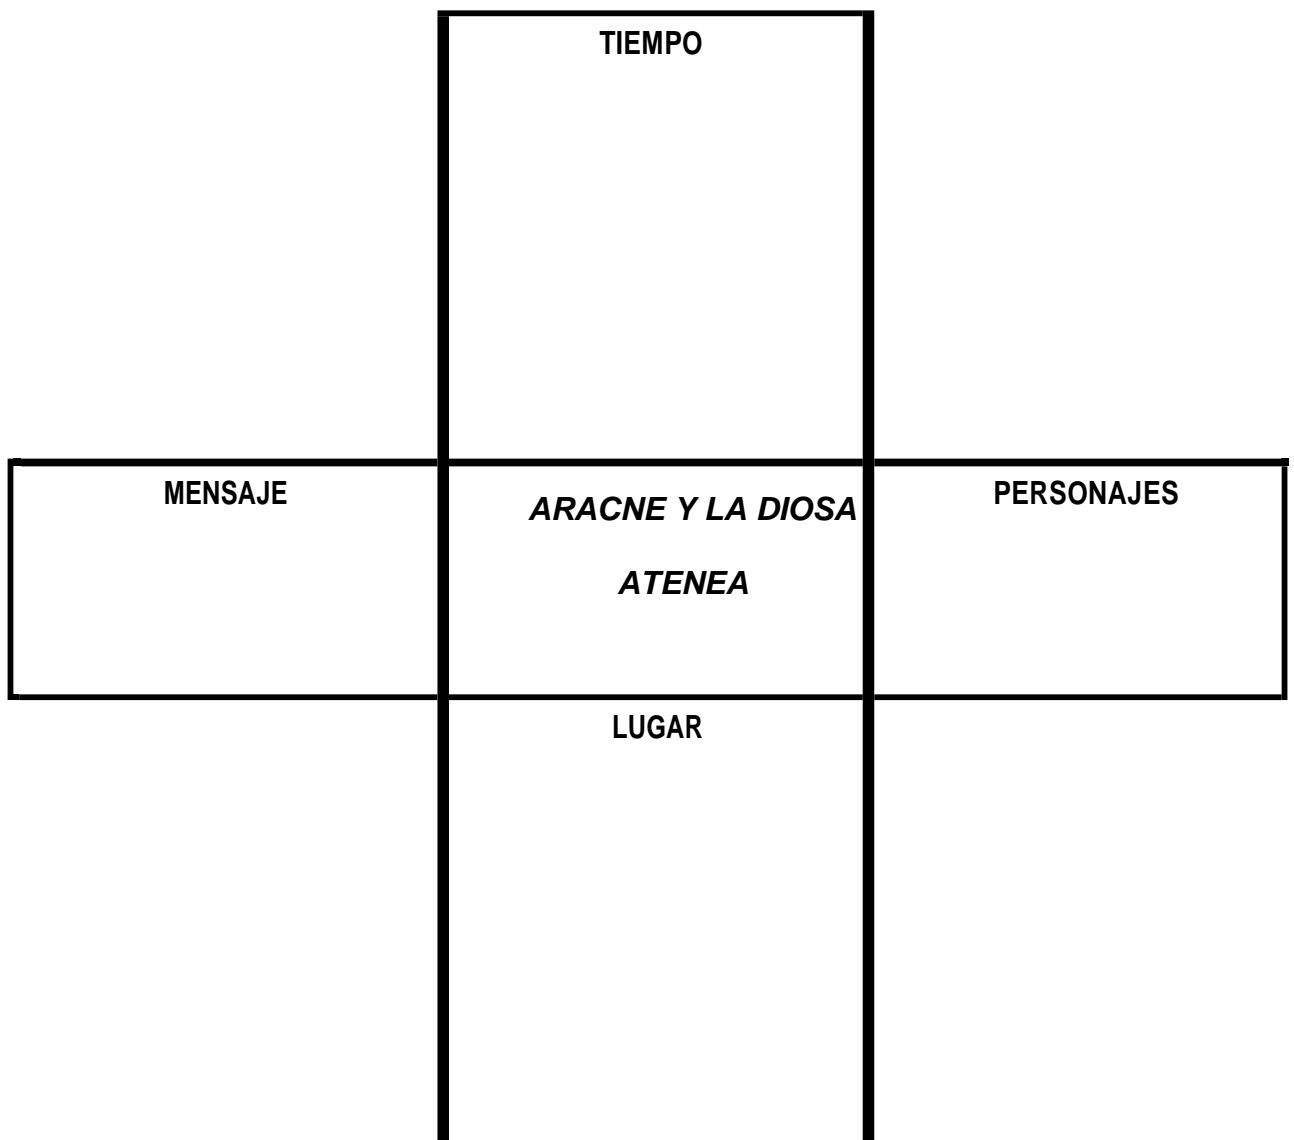 TIEMPO
MENSAJE
ARACNE Y LA DIOSA
ATENEA
PERSONAJES
LUGAR